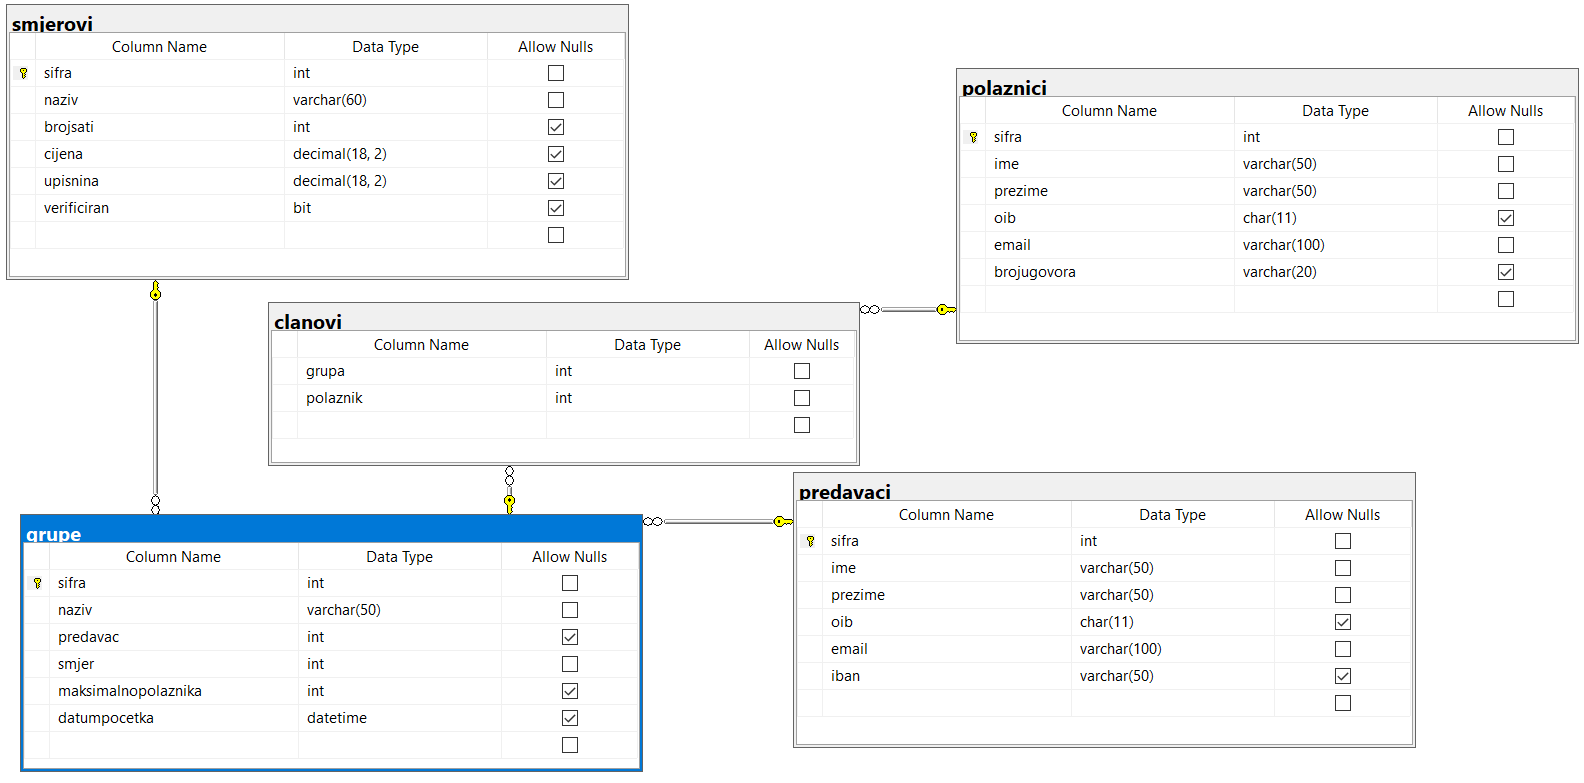 smjerovi
Column Name Data Type Allow Nulls
sifra int
naziv varchar(60)
brojsati int
cijena decimal(18, 2)
upisnina decimal(18, 2)
verificiran bit
polaznici
Column Name Data Type Allow Nulls
sifra int
ime varchar(50)
prezime varchar(50)
oib char(11)
email varchar(100)
brojugovora varchar(20)
clanovi
Column Name Data Type Allow Nulls
grupa int
polaznik int
predavaci
Column Name Data Type Allow Nulls
sifra int
ime varchar(50)
prezime varchar(50)
oib char(11)
email varchar(100)
iban varchar(50)
grupe
Column Name Data Type Allow Nulls
sifra int
naziv varchar(50)
predavac int
smjer int
maksimalnopolaznika int
datumpocetka datetime